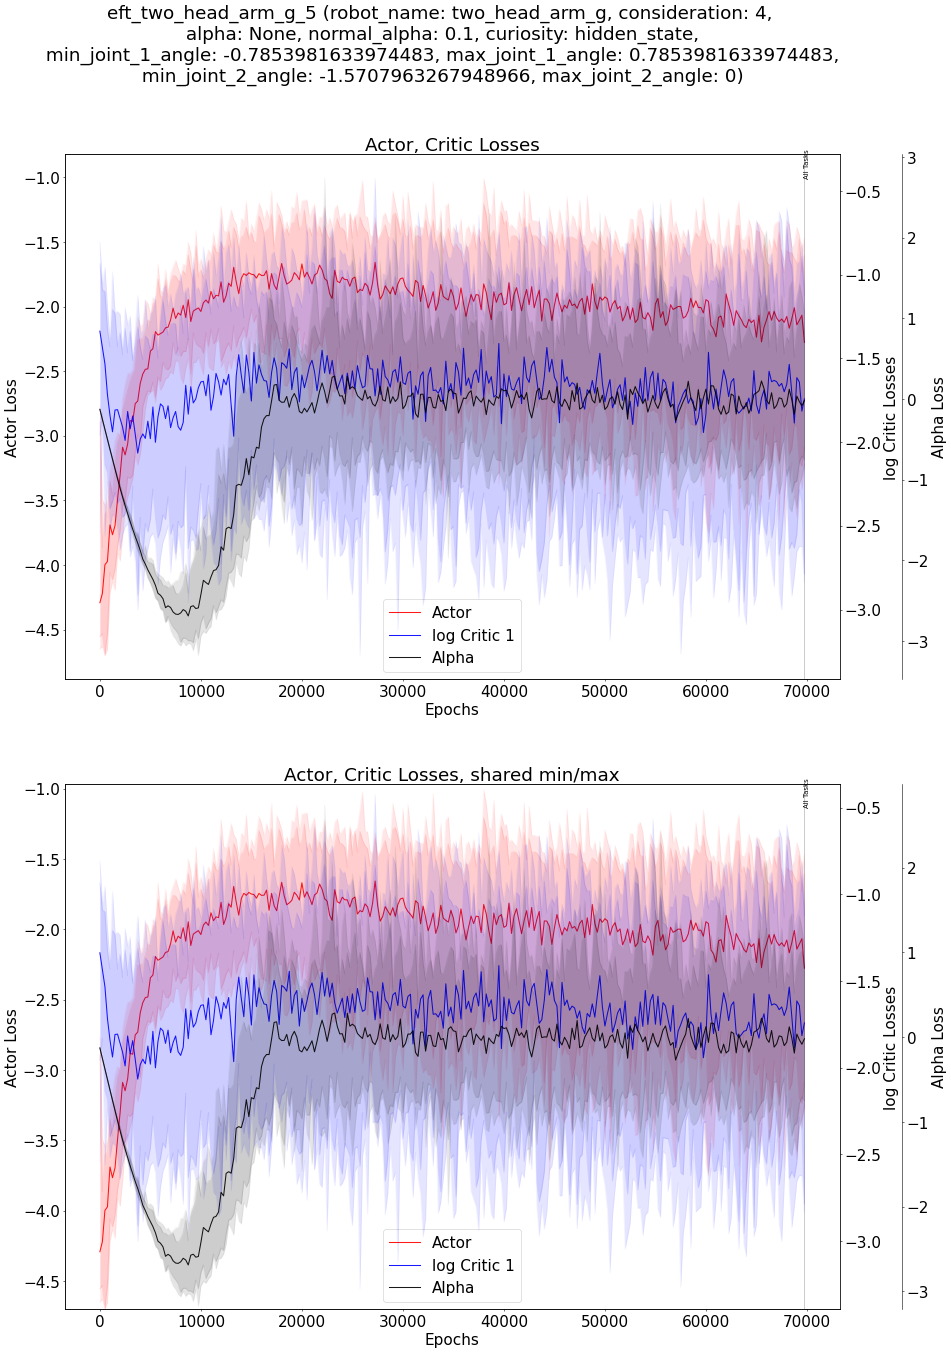 eft_two_head_arm_g_5 (robot_name: two_head_arm_g, consideration: 4,
alpha: None, normal_alpha: 0.1, curiosity: hidden_state,
min_joint_1_angle: -0.7853981633974483, max_joint_1_angle: 0.7853981633974483,
min_joint_2_angle: -1.5707963267948966, max_joint_2_angle: 0)
Actor, Critic Losses
All Tasks
Actor Loss
−1.0
−1.5
−2.0
−2.5
−3.0
−3.5
−4.0
−4.5
−0.5
−1.0
−1.5
−2.0
−2.5
−3.0
log Critic Losses
3
2
1
0
−1
−2
−3
Alpha Loss
Actor
log Critic 1
Alpha
0 10000 20000 30000 40000 50000 60000 70000
Epochs
Actor, Critic Losses, shared min/max
All Tasks
Actor Loss
−1.0
−1.5
−2.0
−2.5
−3.0
−3.5
−4.0
−4.5
−0.5
−1.0
−1.5
−2.0
−2.5
−3.0
log Critic Losses
2
1
0
−1
−2
−3
Alpha Loss
Actor
log Critic 1
Alpha
0 10000 20000 30000 40000 50000 60000 70000
Epochs